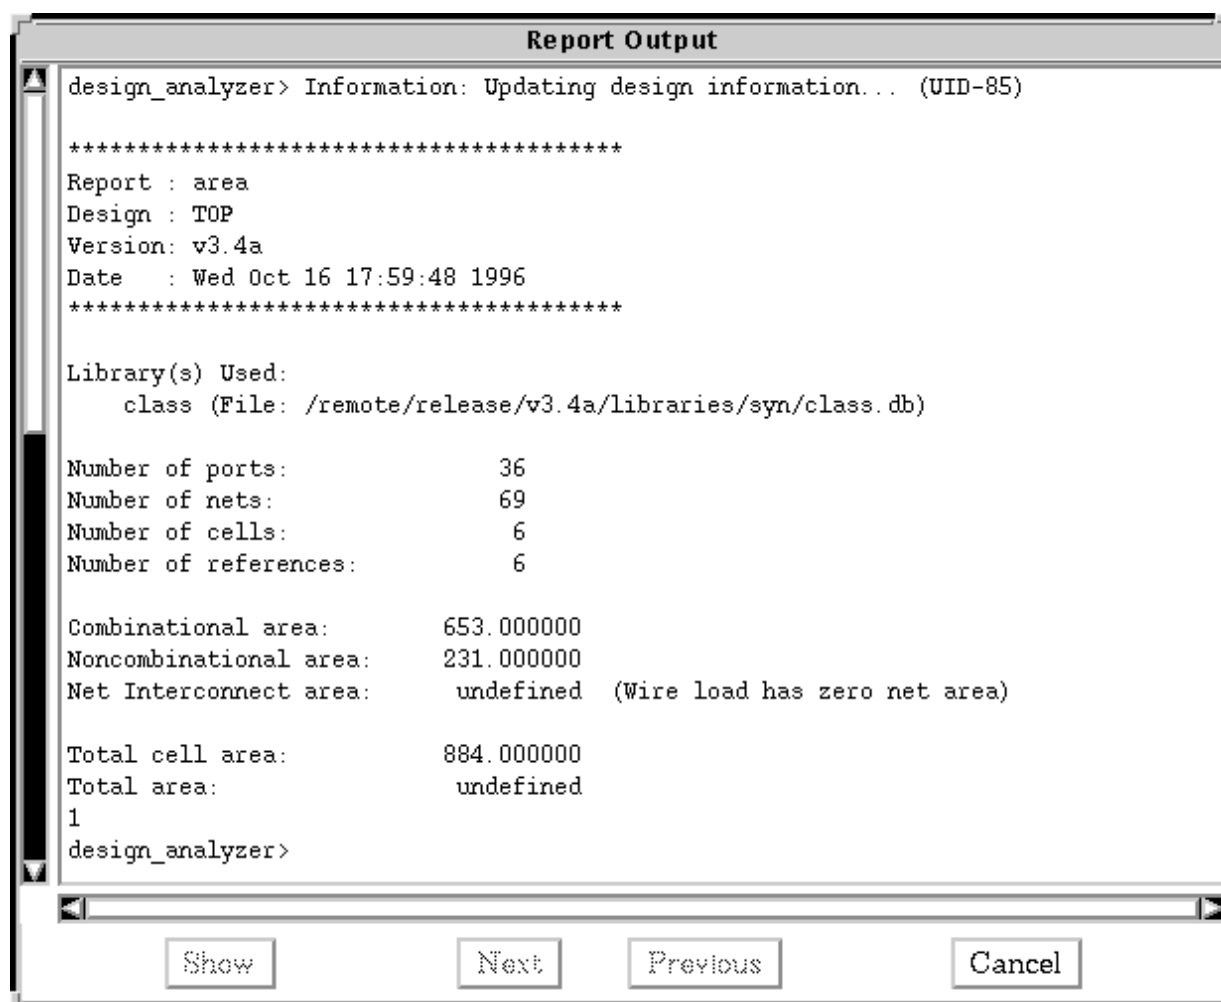 Report Output
design_analyzer> Information: Updating design information... (UID-85)
****************************************
Report : area
Design : TOP
Version: v3.4a
Date   : Wed Oct 16 17:59:48 1996
****************************************
Library(s) Used:
    class (File: /remote/release/v3.4a/libraries/syn/class.db)
Number of ports:               36
Number of nets:                69
Number of cells:                6
Number of references:           6
Combinational area:        653.000000
Noncombinational area:     231.000000
Net Interconnect area:      undefined  (Wire load has zero net area)
Total cell area:           884.000000
Total area:                 undefined
1
design_analyzer>
Show Next Previous Cancel